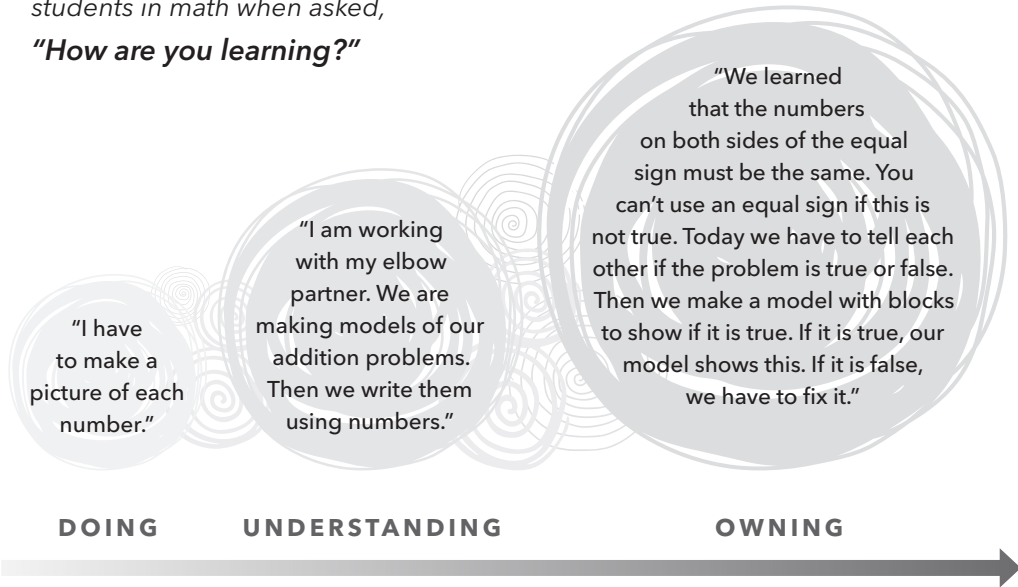 students in math when asked,
“How are you learning?”
“I have
to make a
picture of each
number.”
“I am working
with my elbow
partner. We are
making models of our
addition problems.
Then we write them
using numbers.”
“We learned
that the numbers
on both sides of the equal
sign must be the same. You
can’t use an equal sign if this is
not true. Today we have to tell each
other if the problem is true or false.
Then we make a model with blocks
to show if it is true. If it is true, our
model shows this. If it is false,
we have to fix it.”
DOING
UNDERSTANDING
OWNING